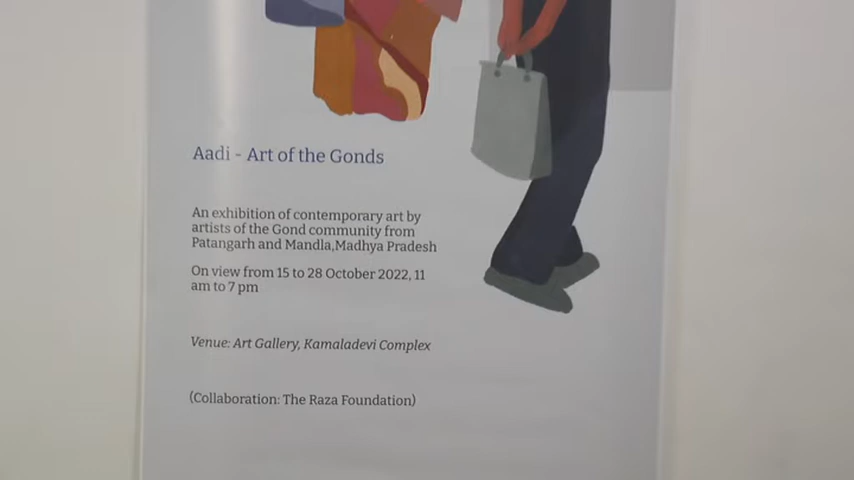 Aadi - Art of the Gonds
An exhibition of contemporary art by
artists of the Gond community from
Patangarh and Mandla,Madhya Pradesh
On view from 15 to 28 October 2022, 11
am to 7 pm
Venue: Art Gallery, Kamaladevi Complex
(Collaboration: The Raza Foundation)